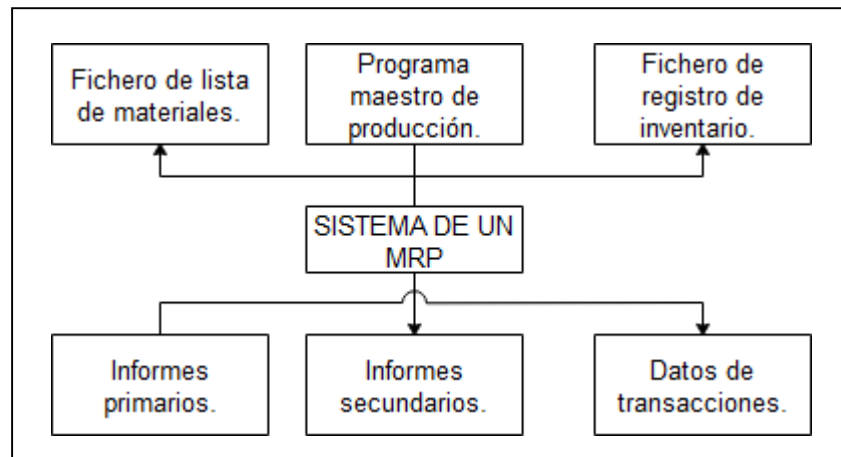 Fichero de lista
de materiales.
Programa
maestro de
producción.
Fichero de
registro de
inventario.
SISTEMA DE UN
MRP
Informes
primarios.
Informes
secundarios.
Datos de
transacciones.